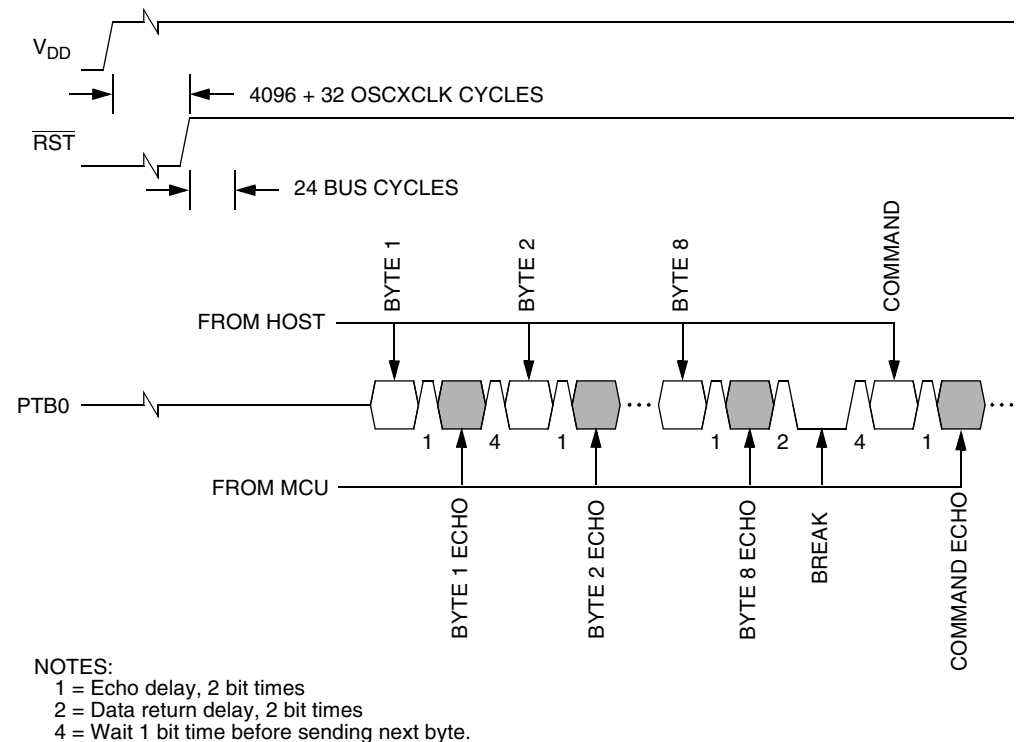 VDD
4096 + 32 OSCXCLK CYCLES
RST
24 BUS CYCLES
BYTE 1
BYTE 2
BYTE 8
COMMAND
FROM HOST
PTB0
1
4
1
1
2
4
1
FROM MCU
BYTE 1 ECHO
BYTE 2 ECHO
BYTE 8 ECHO
BREAK
COMMAND ECHO
NOTES:
1 = Echo delay, 2 bit times
2 = Data return delay, 2 bit times
4 = Wait 1 bit time before sending next byte.